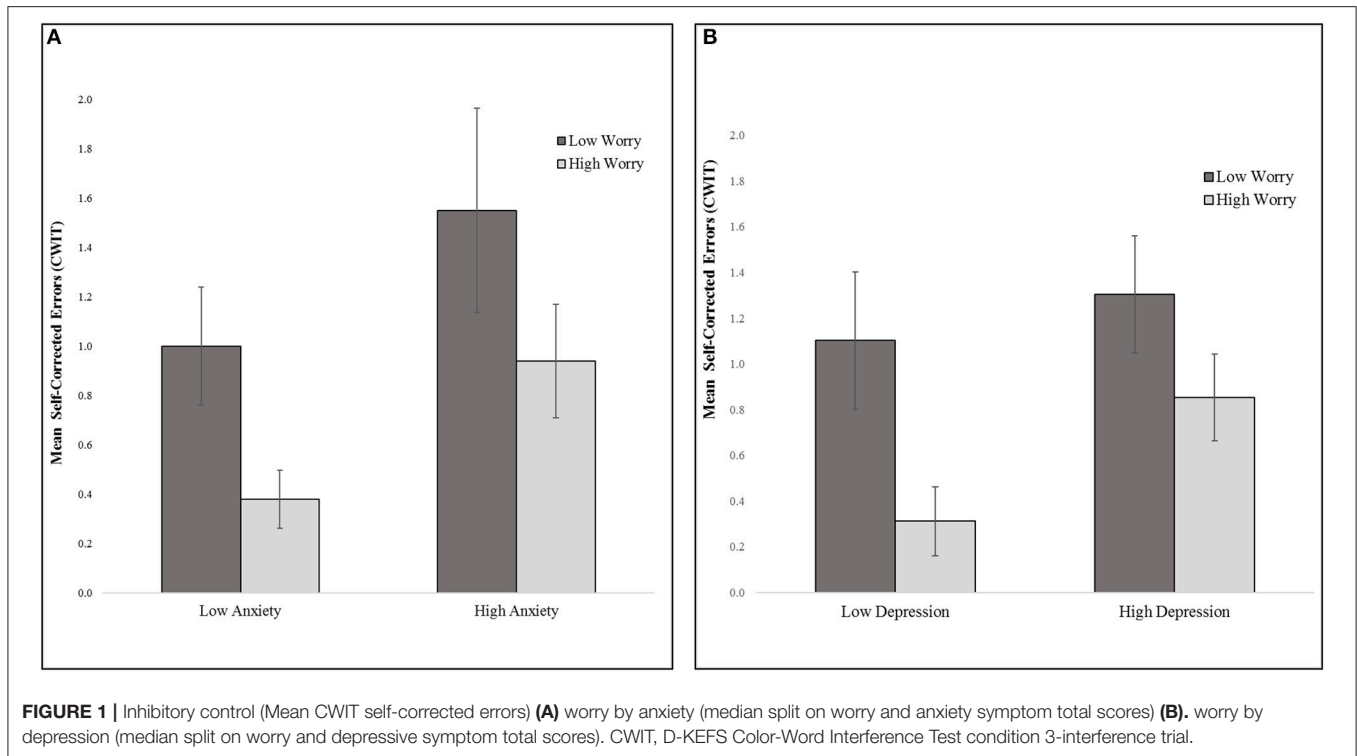 A
Mean Self-Corrected Errors (CWIT)
2.0
1.8
1.6
1.4
1.2
1.0
0.8
0.6
0.4
0.2
0.0
Low Worry
High Worry
Low Anxiety High Anxiety
B
Mean Self-Corrected Errors (CWIT)
2.0
1.8
1.6
1.4
1.2
1.0
0.8
0.6
0.4
0.2
0.0
Low Worry
High Worry
Low Depression High Depression
FIGURE 1 | Inhibitory control (Mean CWIT self-corrected errors) (A) worry by anxiety (median split on worry and anxiety symptom total scores) (B). worry by
depression (median split on worry and depressive symptom total scores). CWIT, D-KEFS Color-Word Interference Test condition 3-interference trial.